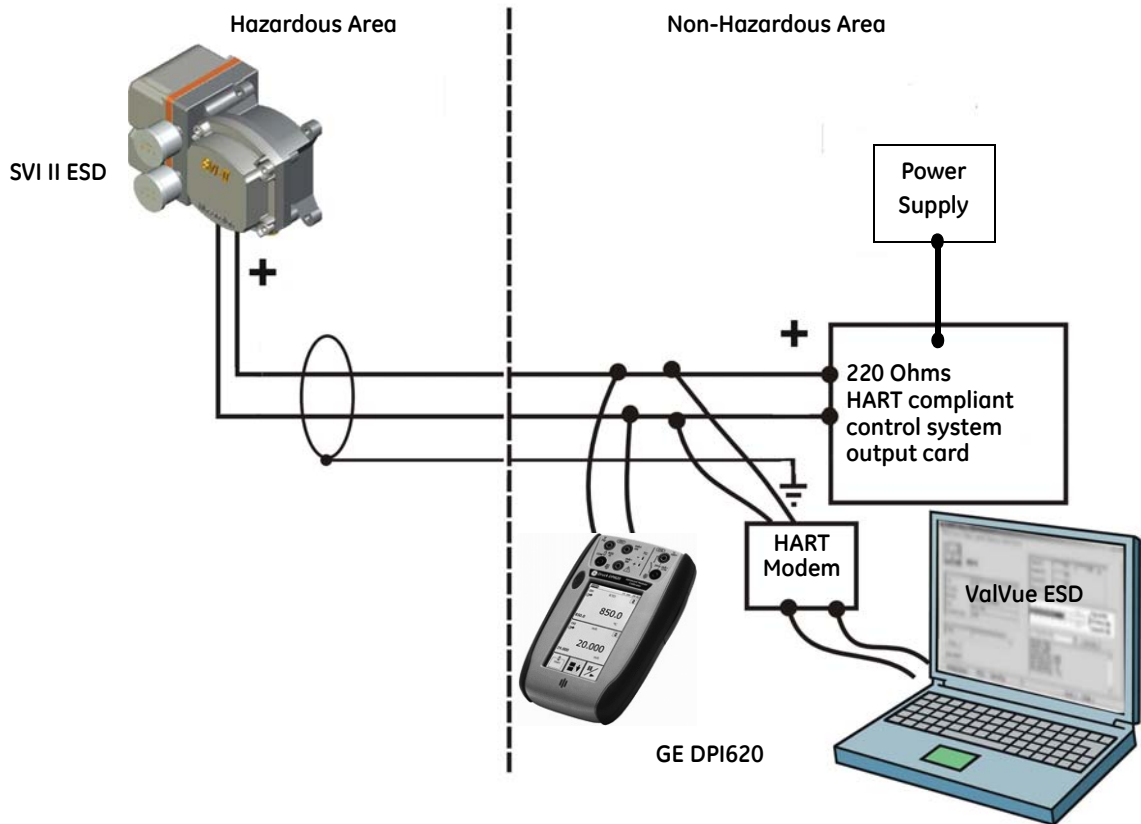 Hazardous Area
Non-Hazardous Area
SVI II ESD
Power
Supply
+
+
220 Ohms
HART compliant
control system
output card
HART
Modem
ValVue ESD
850.0
20.000
GE DPI620